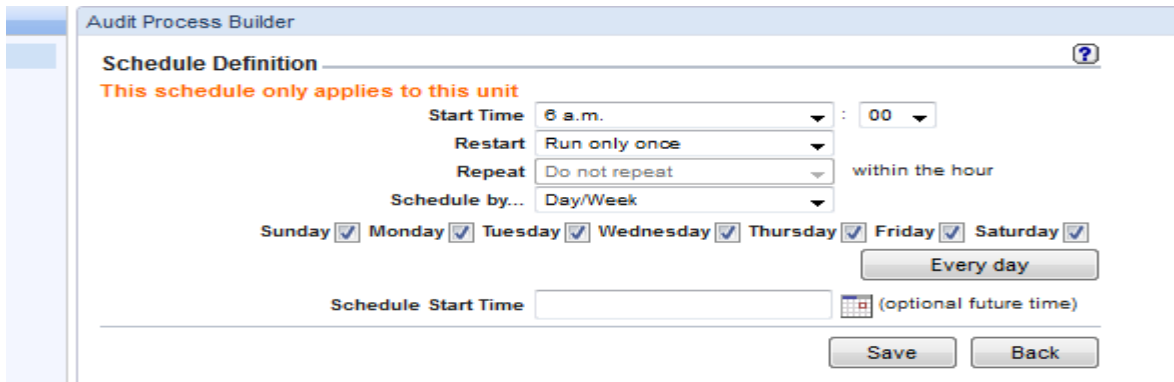 Audit Process Builder
Schedule Definition ?
This schedule only applies to this unit
Start Time 6 a.m. : 00
Restart Run only once
Repeat Do not repeat within the hour
Schedule by... Day/Week
Sunday Monday Tuesday Wednesday Thursday Friday Saturday
Every day
Schedule Start Time (optional future time)
Save Back